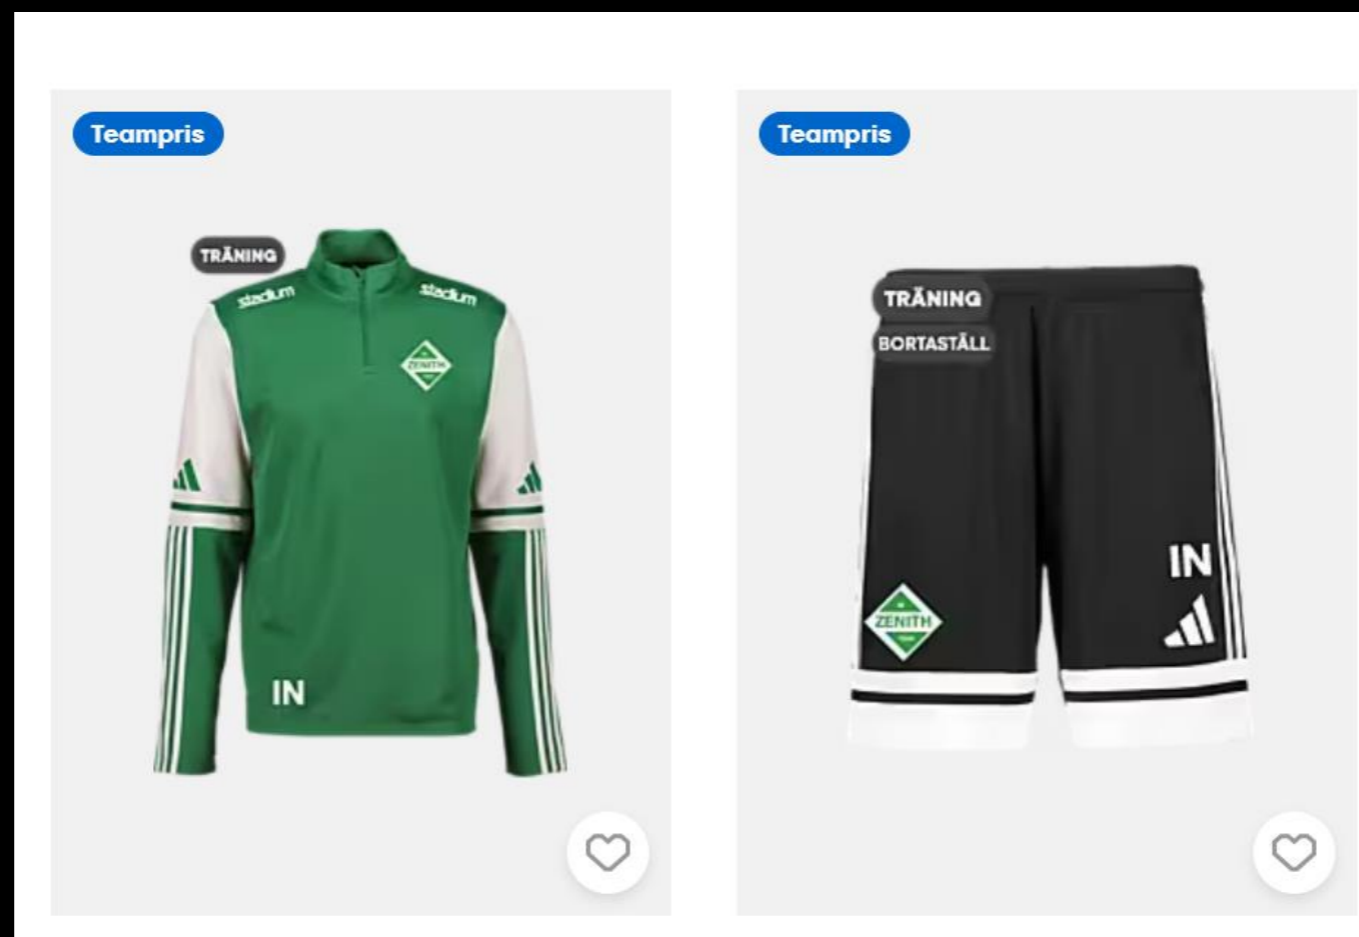 Teampris
TRÄNING
stadium
stadium
ZENITH
IN
Teampris
TRÄNING
BORTASTÄLL
IN
ZENITH